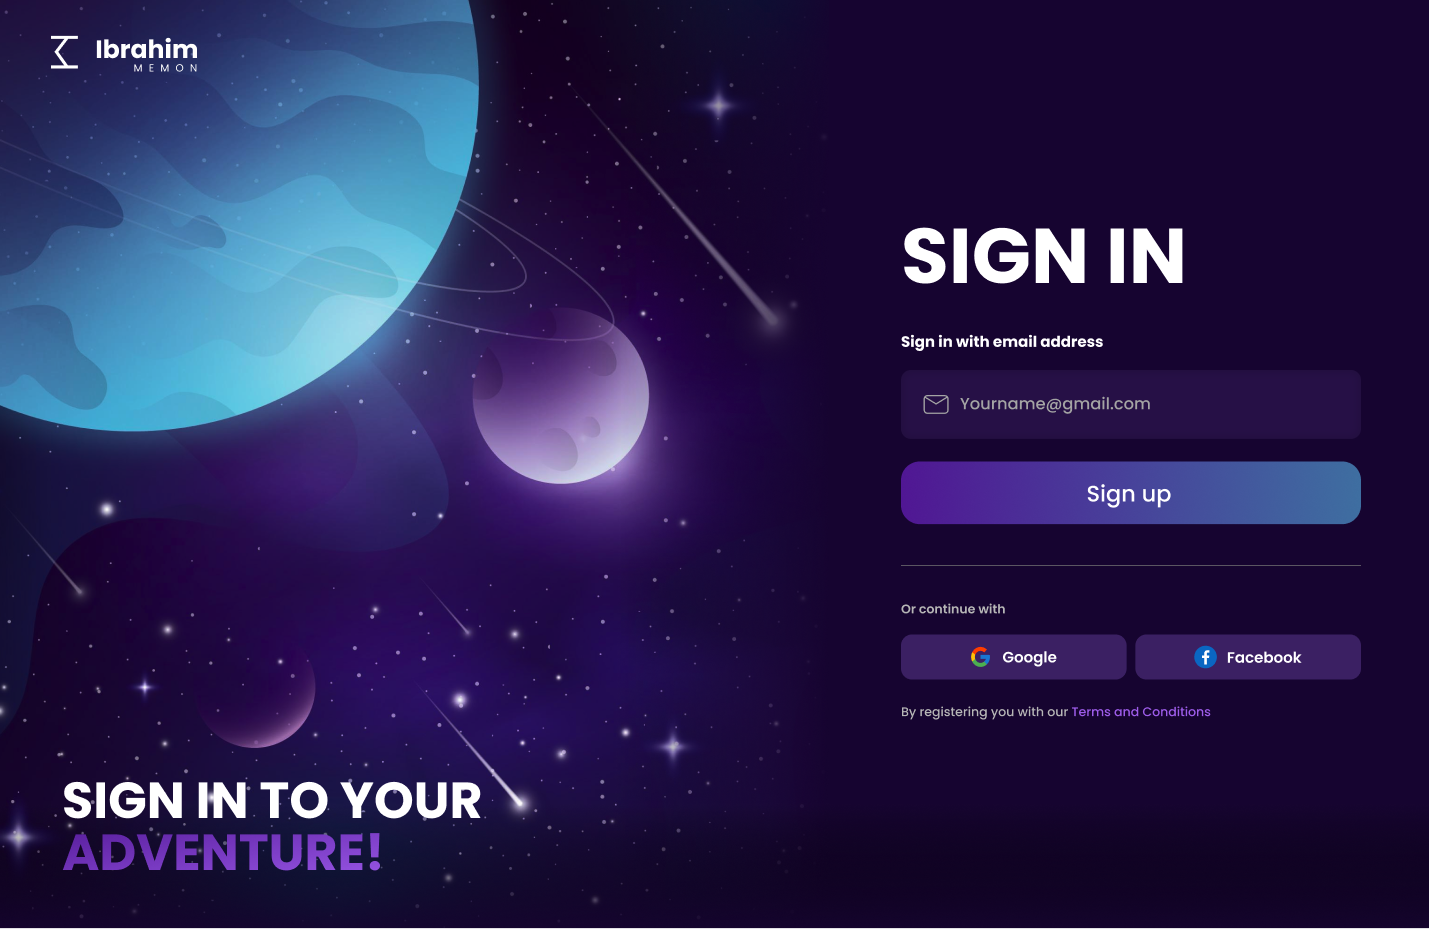 Ibrahim
MEMON
SIGN IN
Sign in with email address
Yourname@gmail.com
Sign up
Or continue with
Google
Facebook
By registering you with our Terms and Conditions
SIGN IN TO YOUR
ADVENTURE!